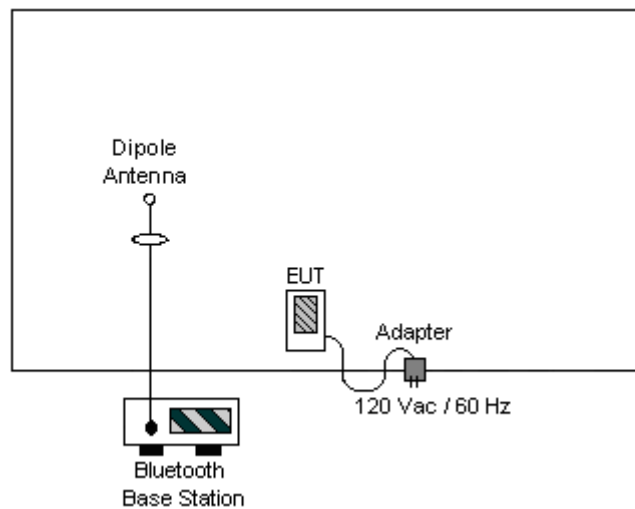 Dipole
Antenna
EUT
Adapter
120 Vac / 60 Hz
Bluetooth
Base Station